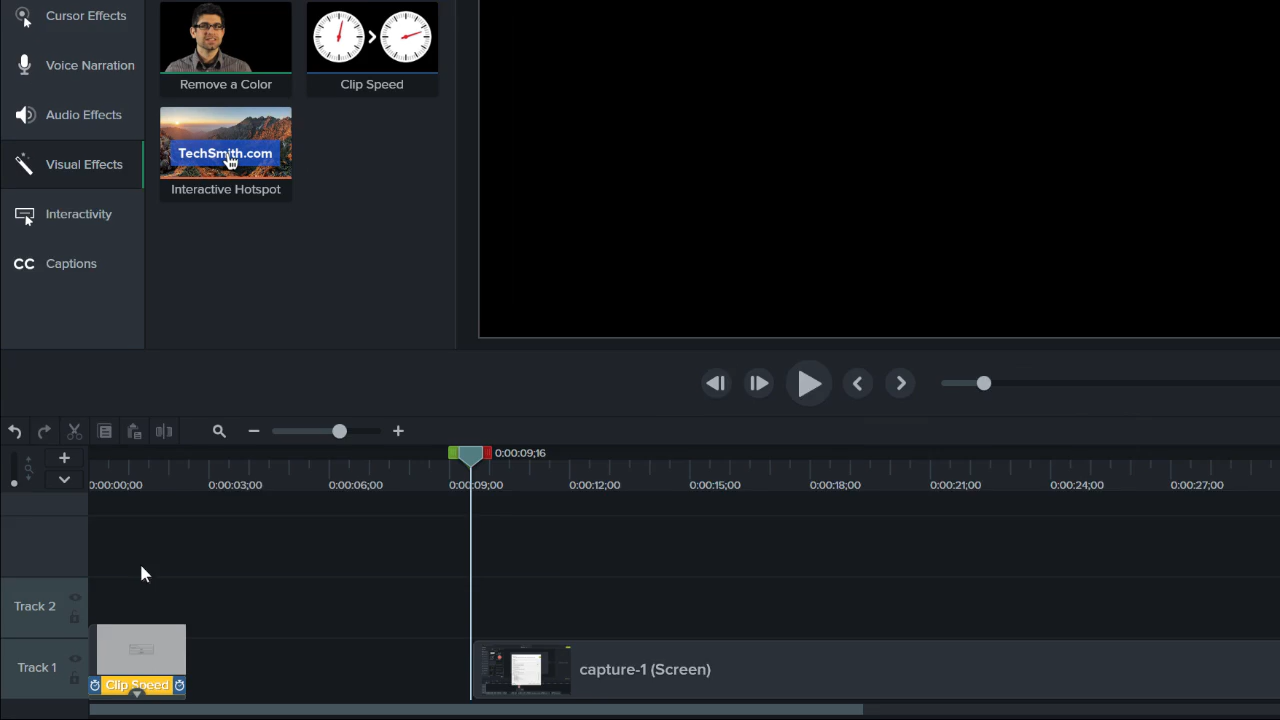 Cursor Effects
Voice Narration
Audio Effects
Visual Effects
Interactivity
CC Captions
Remove a Color
Clip Speed
TechSmith.com
Interactive Hotspot
0:00:09;16
0:00:00;00 0:00:03;00 0:00:06;00 0:00:09;00 0:00:12;00 0:00:15;00 0:00:18;00 0:00:21;00 0:00:24;00 0:00:27;00
Track 2
Track 1
Clip Speed
capture-1 (Screen)